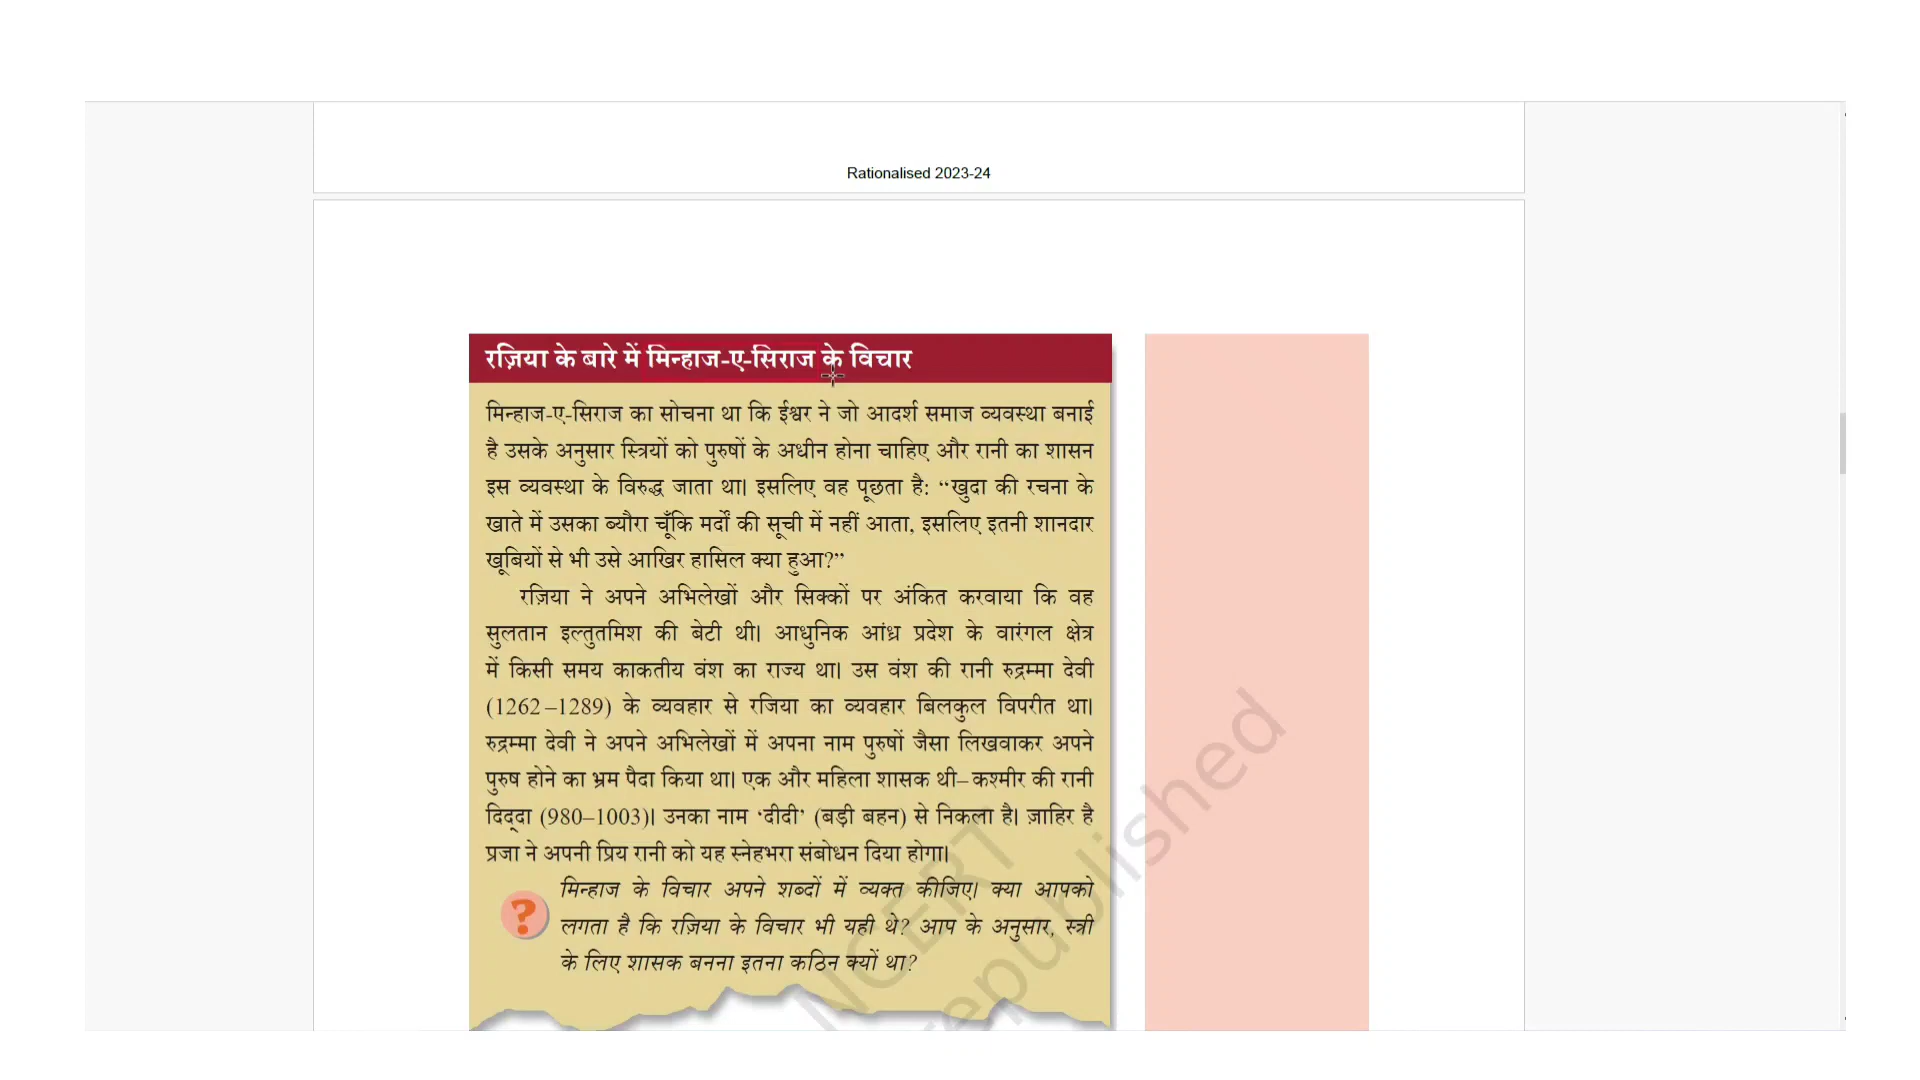 Rationalised 2023-24
रज़िया के बारे में मिन्हाज-ए-सिराज के विचार
मिन्हाज-ए-सिराज का सोचना था कि ईश्वर ने जो आदर्श समाज व्यवस्था बनाई
है उसके अनुसार स्त्रियों को पुरुषों के अधीन होना चाहिए और रानी का शासन
इस व्यवस्था के विरुद्ध जाता था। इसलिए वह पूछता है: “खुदा की रचना के
खाते में उसका ब्यौरा चूँकि मर्दों की सूची में नहीं आता, इसलिए इतनी शानदार
खूबियों से भी उसे आखिर हासिल क्या हुआ?”
रज़िया ने अपने अभिलेखों और सिक्कों पर अंकित करवाया कि वह
सुलतान इल्तुतमिश की बेटी थी। आधुनिक आंध्र प्रदेश के वारंगल क्षेत्र
में किसी समय काकतीय वंश का राज्य था। उस वंश की रानी रुद्रम्मा देवी
(1262–1289) के व्यवहार से रजिया का व्यवहार बिलकुल विपरीत था।
रुद्रम्मा देवी ने अपने अभिलेखों में अपना नाम पुरुषों जैसा लिखवाकर अपने
पुरुष होने का भ्रम पैदा किया था। एक और महिला शासक थी–कश्मीर की रानी
दिद्दा (980–1003)। उनका नाम ‘दीदी’ (बड़ी बहन) से निकला है। ज़ाहिर है
प्रजा ने अपनी प्रिय रानी को यह स्नेहभरा संबोधन दिया होगा।
?
मिन्हाज के विचार अपने शब्दों में व्यक्त कीजिए। क्या आपको
लगता है कि रज़िया के विचार भी यही थे? आप के अनुसार, स्त्री
के लिए शासक बनना इतना कठिन क्यों था?
NCERT
republished